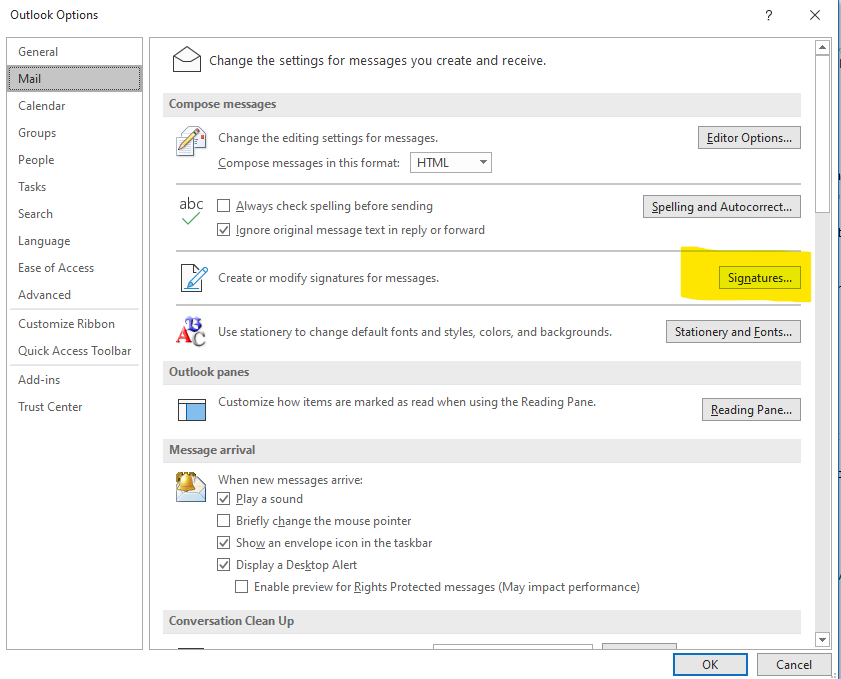 Outlook Options
?
General
Mail
Calendar
Groups
People
Tasks
Search
Language
Ease of Access
Advanced
Customize Ribbon
Quick Access Toolbar
Add-ins
Trust Center
Change the settings for messages you create and receive.
Compose messages
Change the editing settings for messages.
Editor Options...
Compose messages in this format: HTML
abc
Always check spelling before sending
Spelling and Autocorrect...
Ignore original message text in reply or forward
Create or modify signatures for messages.
Signatures...
Use stationery to change default fonts and styles, colors, and backgrounds.
Stationery and Fonts...
Outlook panes
Customize how items are marked as read when using the Reading Pane.
Reading Pane...
Message arrival
When new messages arrive:
Play a sound
Briefly change the mouse pointer
Show an envelope icon in the taskbar
Display a Desktop Alert
Enable preview for Rights Protected messages (May impact performance)
Conversation Clean Up
OK
Cancel